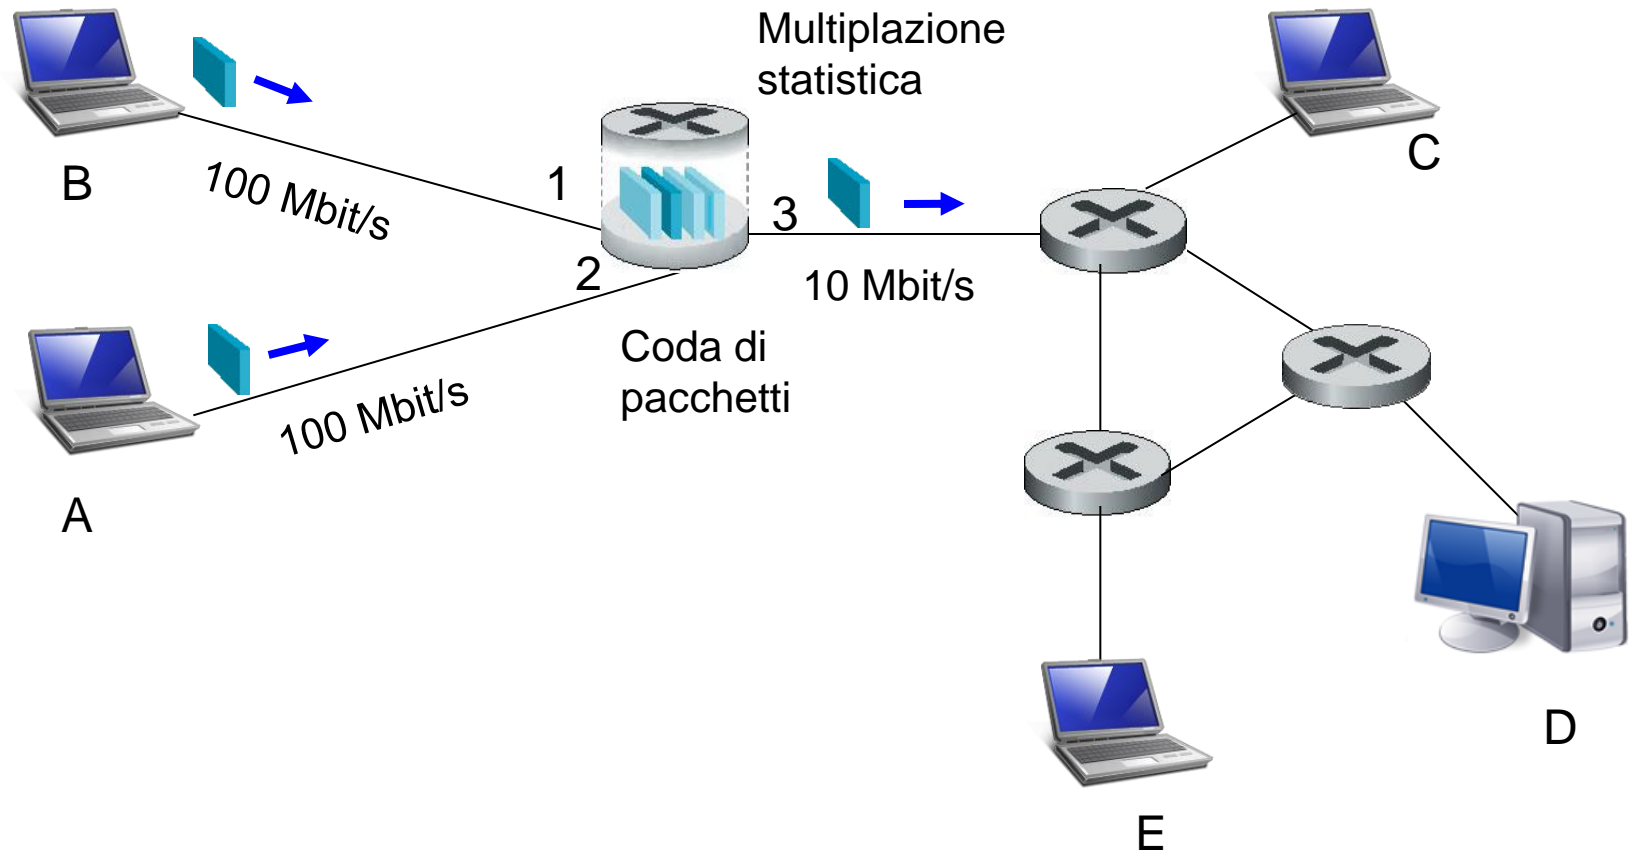 Multiplazione
statistica
B
100 Mbit/s
1
3
C
2
10 Mbit/s
Coda di
pacchetti
100 Mbit/s
A
D
E